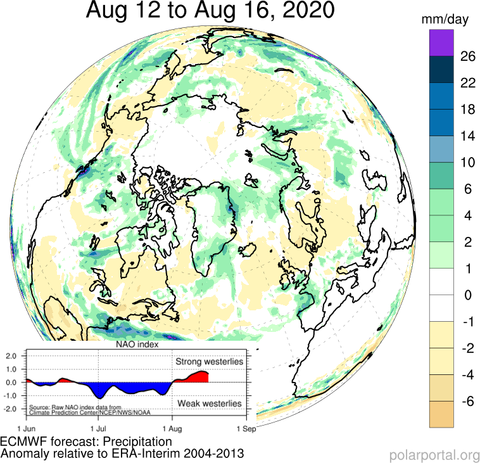 Aug 12 to Aug 16, 2020
mm/day
26
22
18
14
10
6
4
2
1
0
-1
-2
-4
-6
NAO index
2.0
1.0
0.0
-1.0
-2.0
Strong westerlies
Weak westerlies
Source: Raw NAO index data from
Climate Prediction Center/NCEP/NWS/NOAA
1 Jun
1 Jul
1 Aug
1 Sep
ECMWF forecast: Precipitation
Anomaly relative to ERA-Interim 2004-2013
polarportal.org